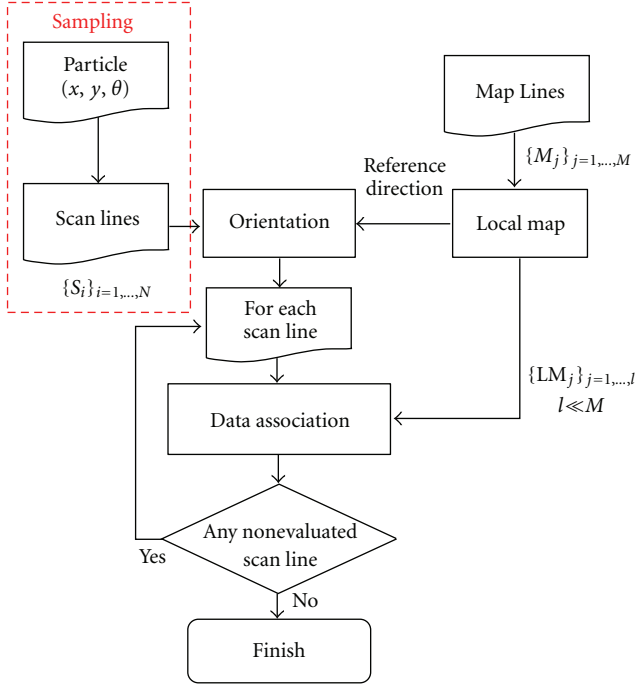 Sampling
Particle
(x, y, θ)
Map Lines
{M_j}_{j=1,...,M}
Reference
direction
Scan lines
Orientation
Local map
{S_i}_{i=1,...,N}
For each
scan line
{LM_j}_{j=1,...,l}
l≪M
Data association
Any nonevaluated
scan line
Yes
No
Finish